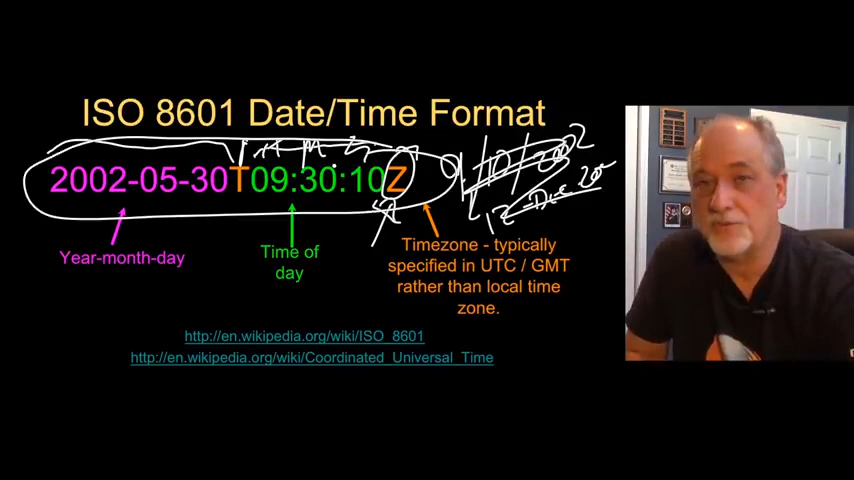 ISO 8601 Date/Time Format
2002-05-30T09:30:10Z
Year-month-day
Time of
day
Timezone - typically
specified in UTC / GMT
rather than local time
zone.
http://en.wikipedia.org/wiki/ISO_8601
http://en.wikipedia.org/wiki/Coordinated_Universal_Time